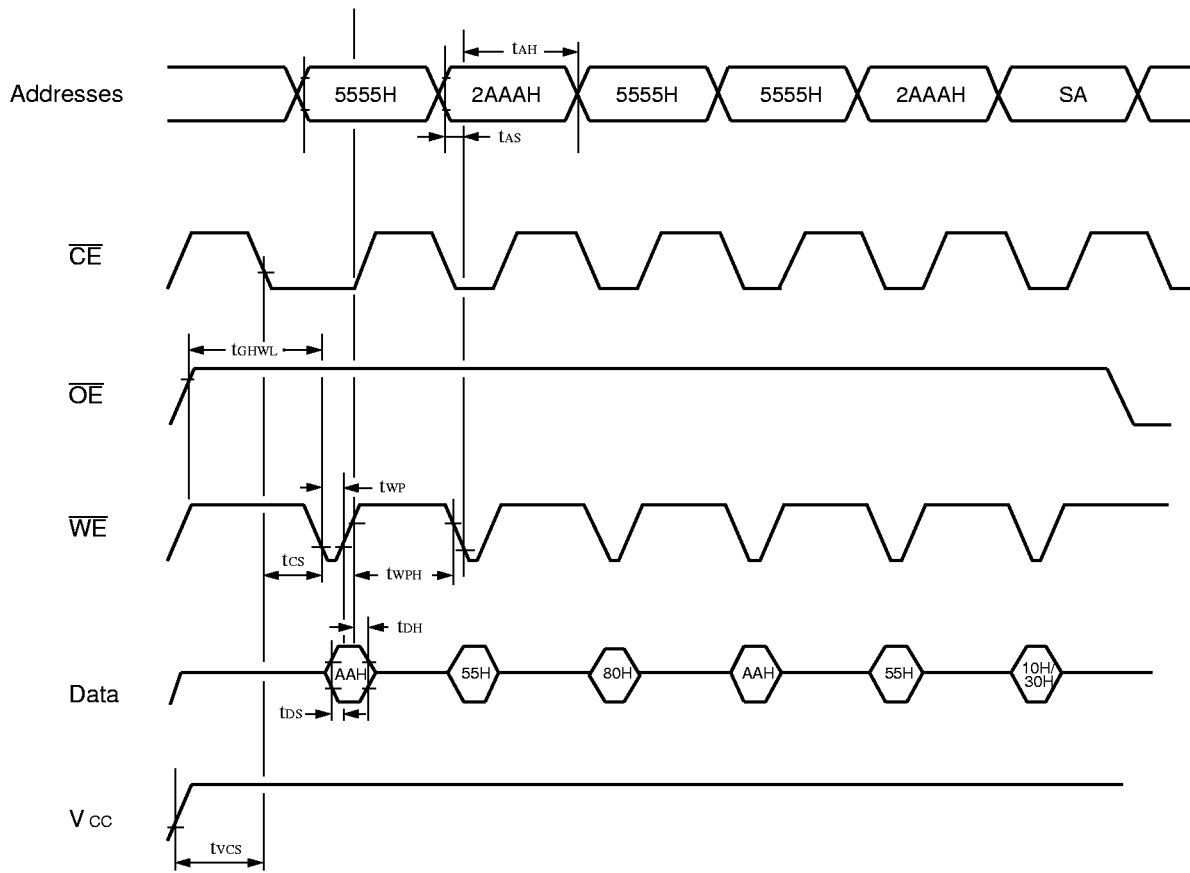 tAH
Addresses 5555H 2AAAH 5555H 5555H 2AAAH SA
tAS
CE
tGHWL
OE
tWP
WE
tCS tWPH
tDH
Data AAH 55H 80H AAH 55H 10H/
30H
tDS
VCC
tVCS